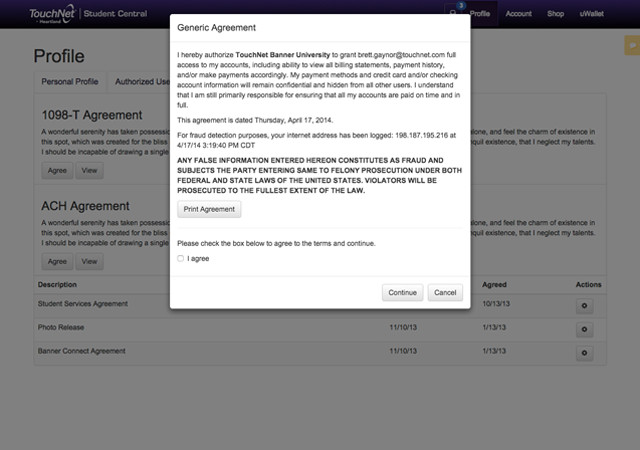 TouchNet | Student Central
Heartland
3
Profile
Account
Shop
uWallet
Profile
Personal Profile
Authorized Use
1098-T Agreement
A wonderful serenity has taken possession
alone, and feel the charm of existence in
this spot, which was created for the bliss
existence, that I neglect my talents.
I should be incapable of drawing a single
Agree
View
ACH Agreement
A wonderful serenity has taken possession
alone, and feel the charm of existence in
this spot, which was created for the bliss
existence, that I neglect my talents.
I should be incapable of drawing a single
Agree
View
Description
Agreed
Actions
Student Services Agreement
10/13/13
Photo Release
11/10/13
1/13/13
Banner Connect Agreement
11/10/13
1/13/13
Generic Agreement
I hereby authorize TouchNet Banner University to grant brett.gaynor@touchnet.com full
access to my accounts, including ability to view all billing statements, payment history,
and/or make payments accordingly. My payment methods and credit card and/or checking
account information will remain confidential and hidden from all other users. I understand
that I am still primarily responsible for ensuring that all my accounts are paid on time and in
full.
This agreement is dated Thursday, April 17, 2014.
For fraud detection purposes, your internet address has been logged: 198.187.195.216 at
4/17/14 3:19:40 PM CDT
ANY FALSE INFORMATION ENTERED HEREON CONSTITUTES AS FRAUD AND
SUBJECTS THE PARTY ENTERING SAME TO FELONY PROSECUTION UNDER BOTH
FEDERAL AND STATE LAWS OF THE UNITED STATES. VIOLATORS WILL BE
PROSECUTED TO THE FULLEST EXTENT OF THE LAW.
Print Agreement
Please check the box below to agree to the terms and continue.
I agree
Continue
Cancel